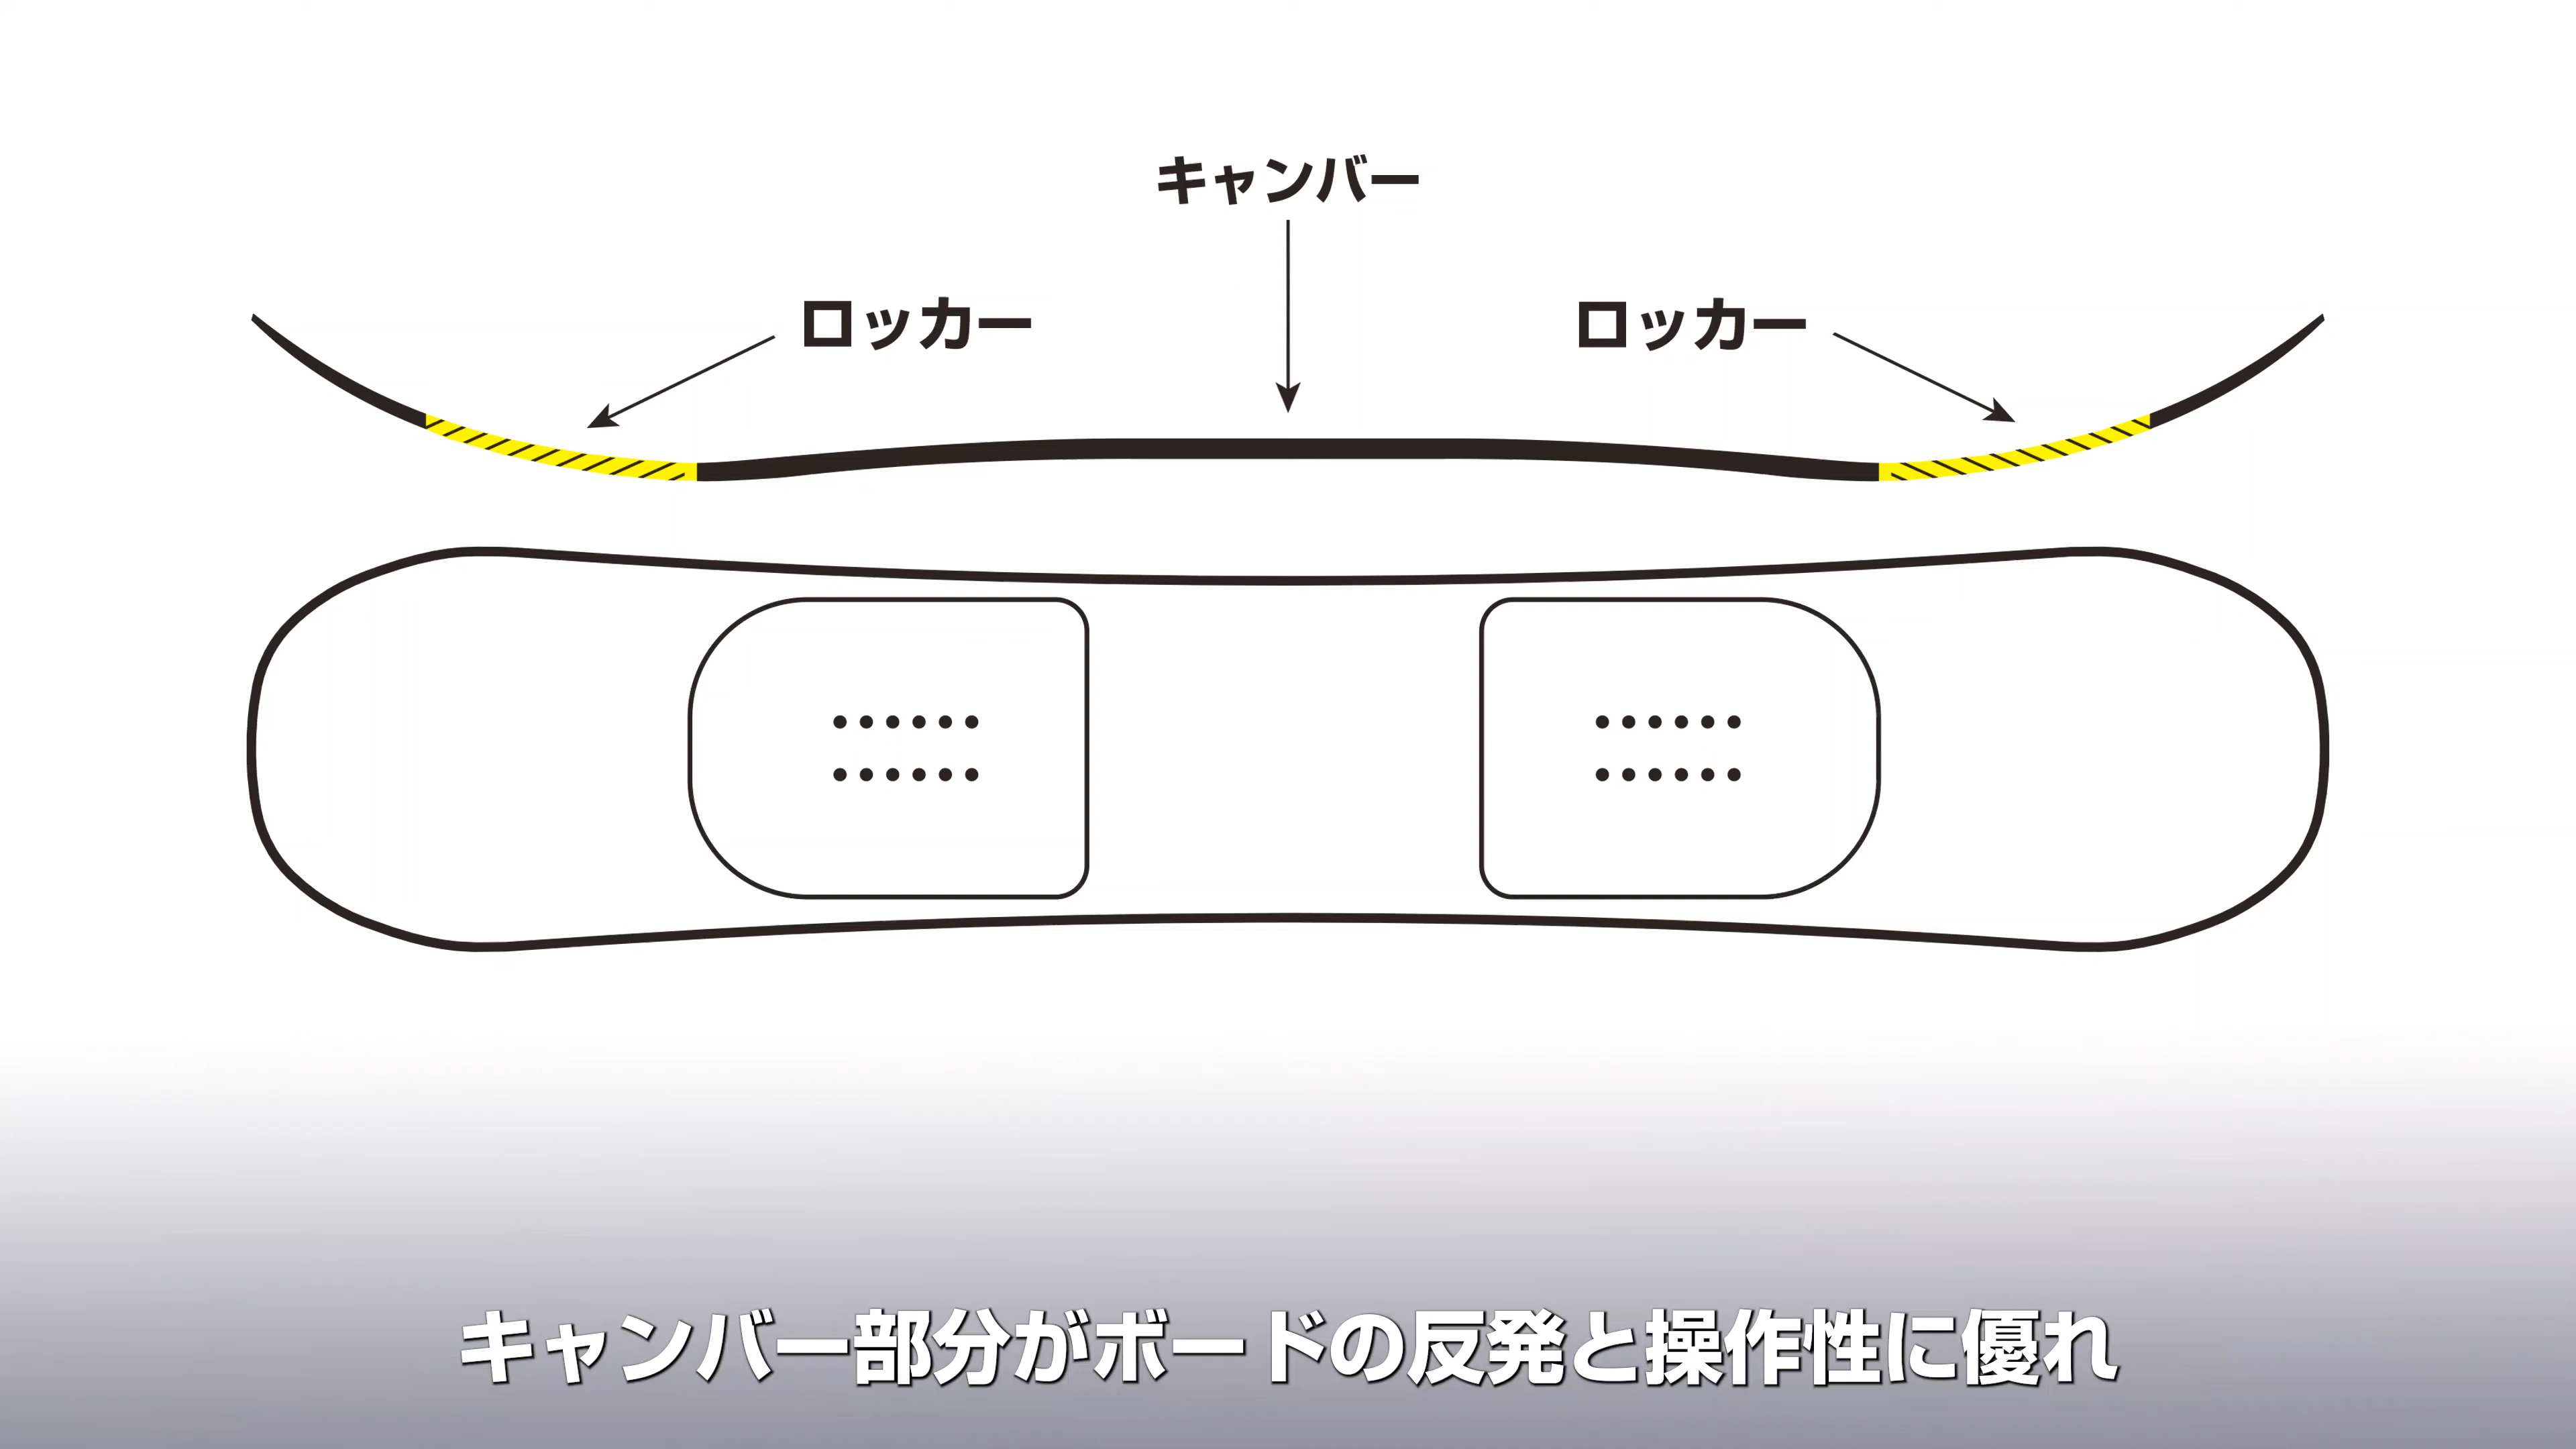 キャンバー
ロッカー
ロッカー
キャンバー部分がボードの反発と操作性に優れ